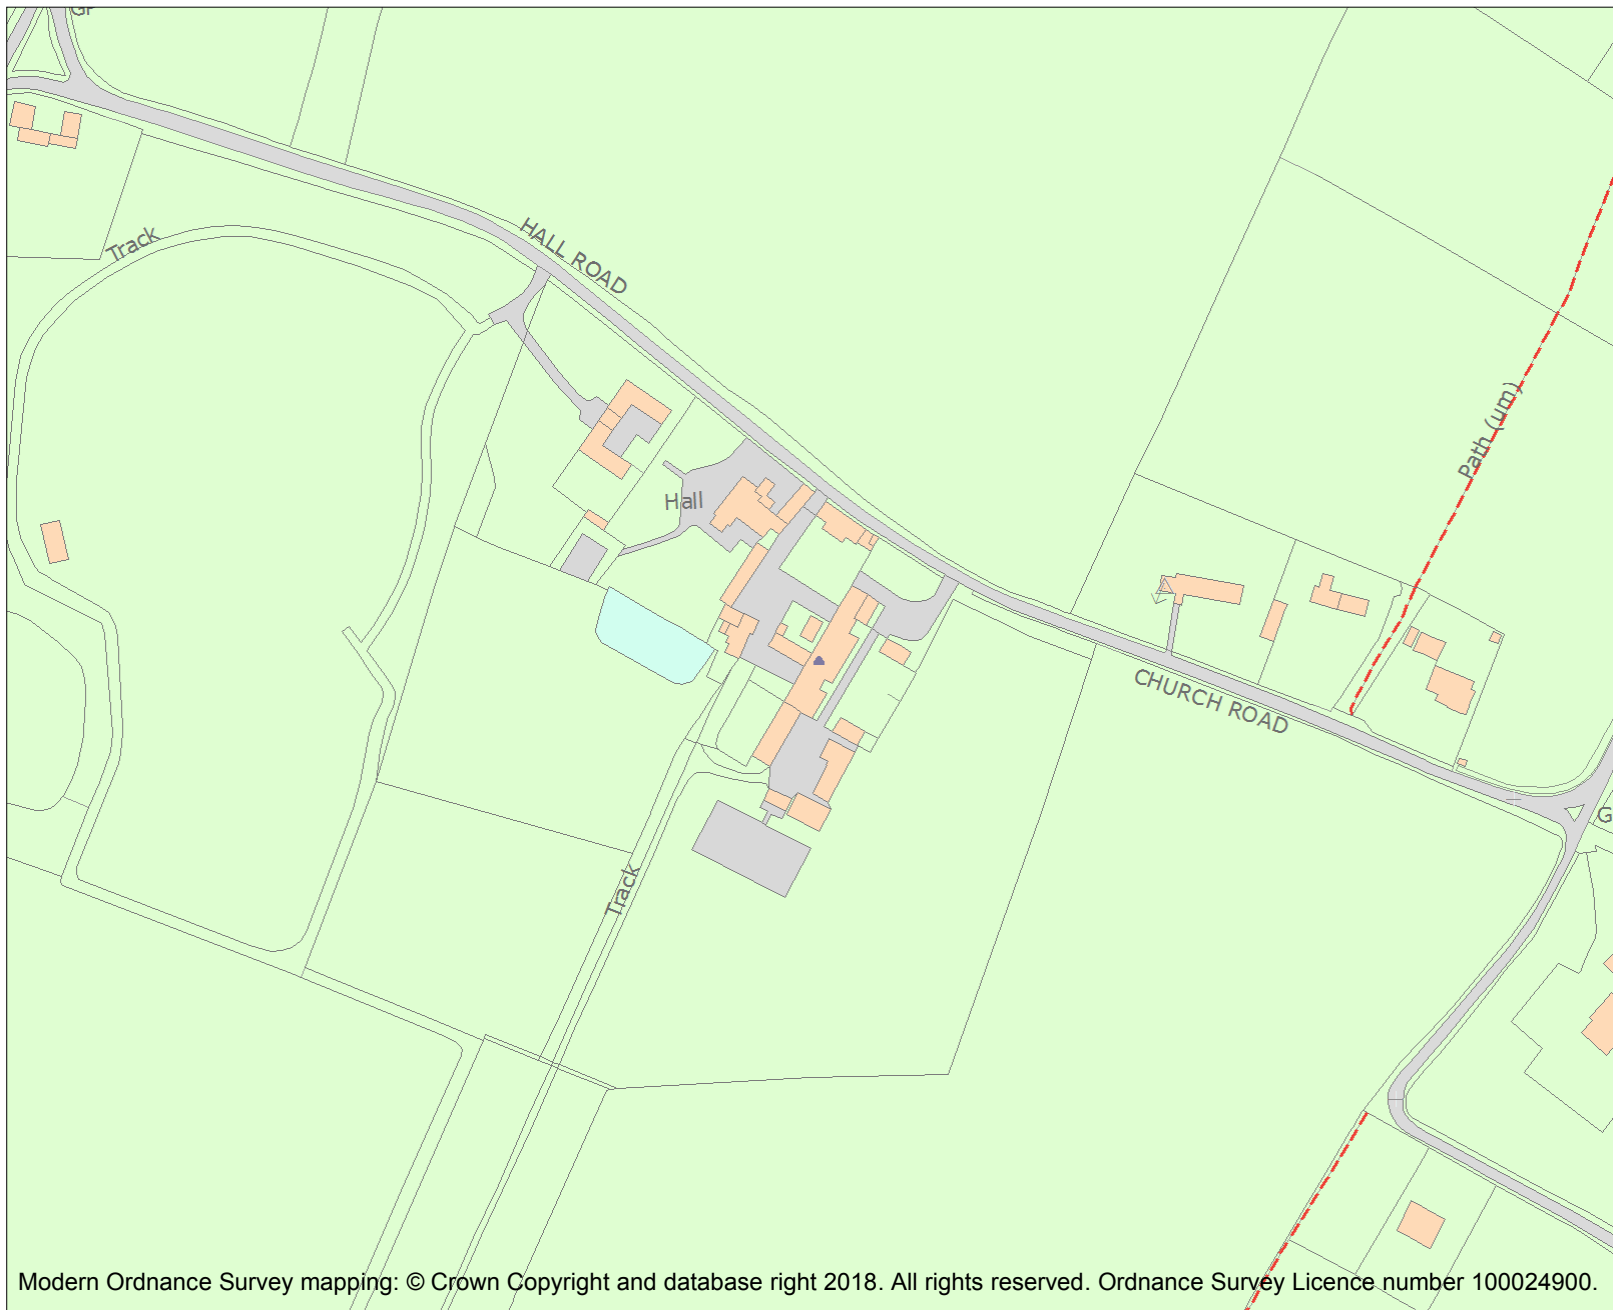 GP
Track
HALL ROAD
Path (um)
Hall
CHURCH ROAD
G
Track
Modern Ordnance Survey mapping: © Crown Copyright and database right 2018. All rights reserved. Ordnance Survey Licence number 100024900.